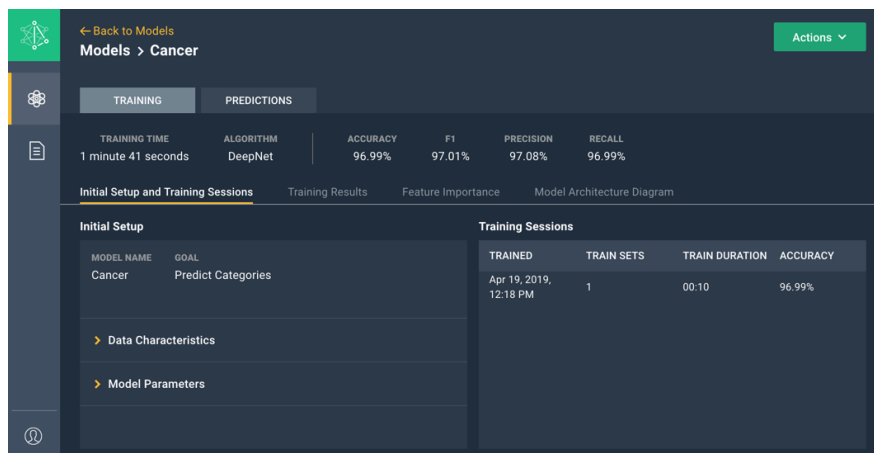 ← Back to Models
Models > Cancer
Actions
TRAINING
PREDICTIONS
TRAINING TIME
ALGORITHM
ACCURACY
F1
PRECISION
RECALL
1 minute 41 seconds
DeepNet
96.99%
97.01%
97.08%
96.99%
Initial Setup and Training Sessions
Training Results
Feature Importance
Model Architecture Diagram
Initial Setup
MODEL NAME
GOAL
Cancer
Predict Categories
Data Characteristics
Model Parameters
Training Sessions
TRAINED
TRAIN SETS
TRAIN DURATION
ACCURACY
Apr 19, 2019,
12:18 PM
1
00:10
96.99%